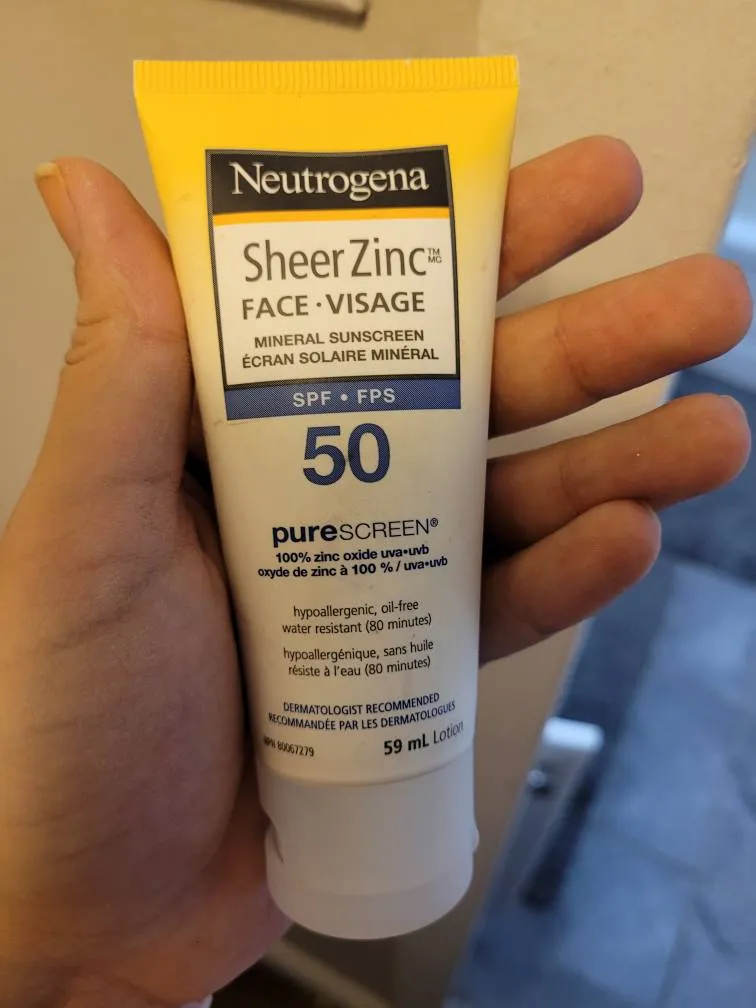 Neutrogena
SheerZinc™ MC
FACE • VISAGE
MINERAL SUNSCREEN
ÉCRAN SOLAIRE MINÉRAL
SPF • FPS
50
pureSCREEN®
100% zinc oxide uva•uvb
oxyde de zinc à 100 % / uva•uvb
hypoallergenic, oil-free
water resistant (80 minutes)
hypoallergénique, sans huile
résiste à l'eau (80 minutes)
DERMATOLOGIST RECOMMENDED
RECOMMANDÉE PAR LES DERMATOLOGUES
NPN 80067279
59 mL Lotion